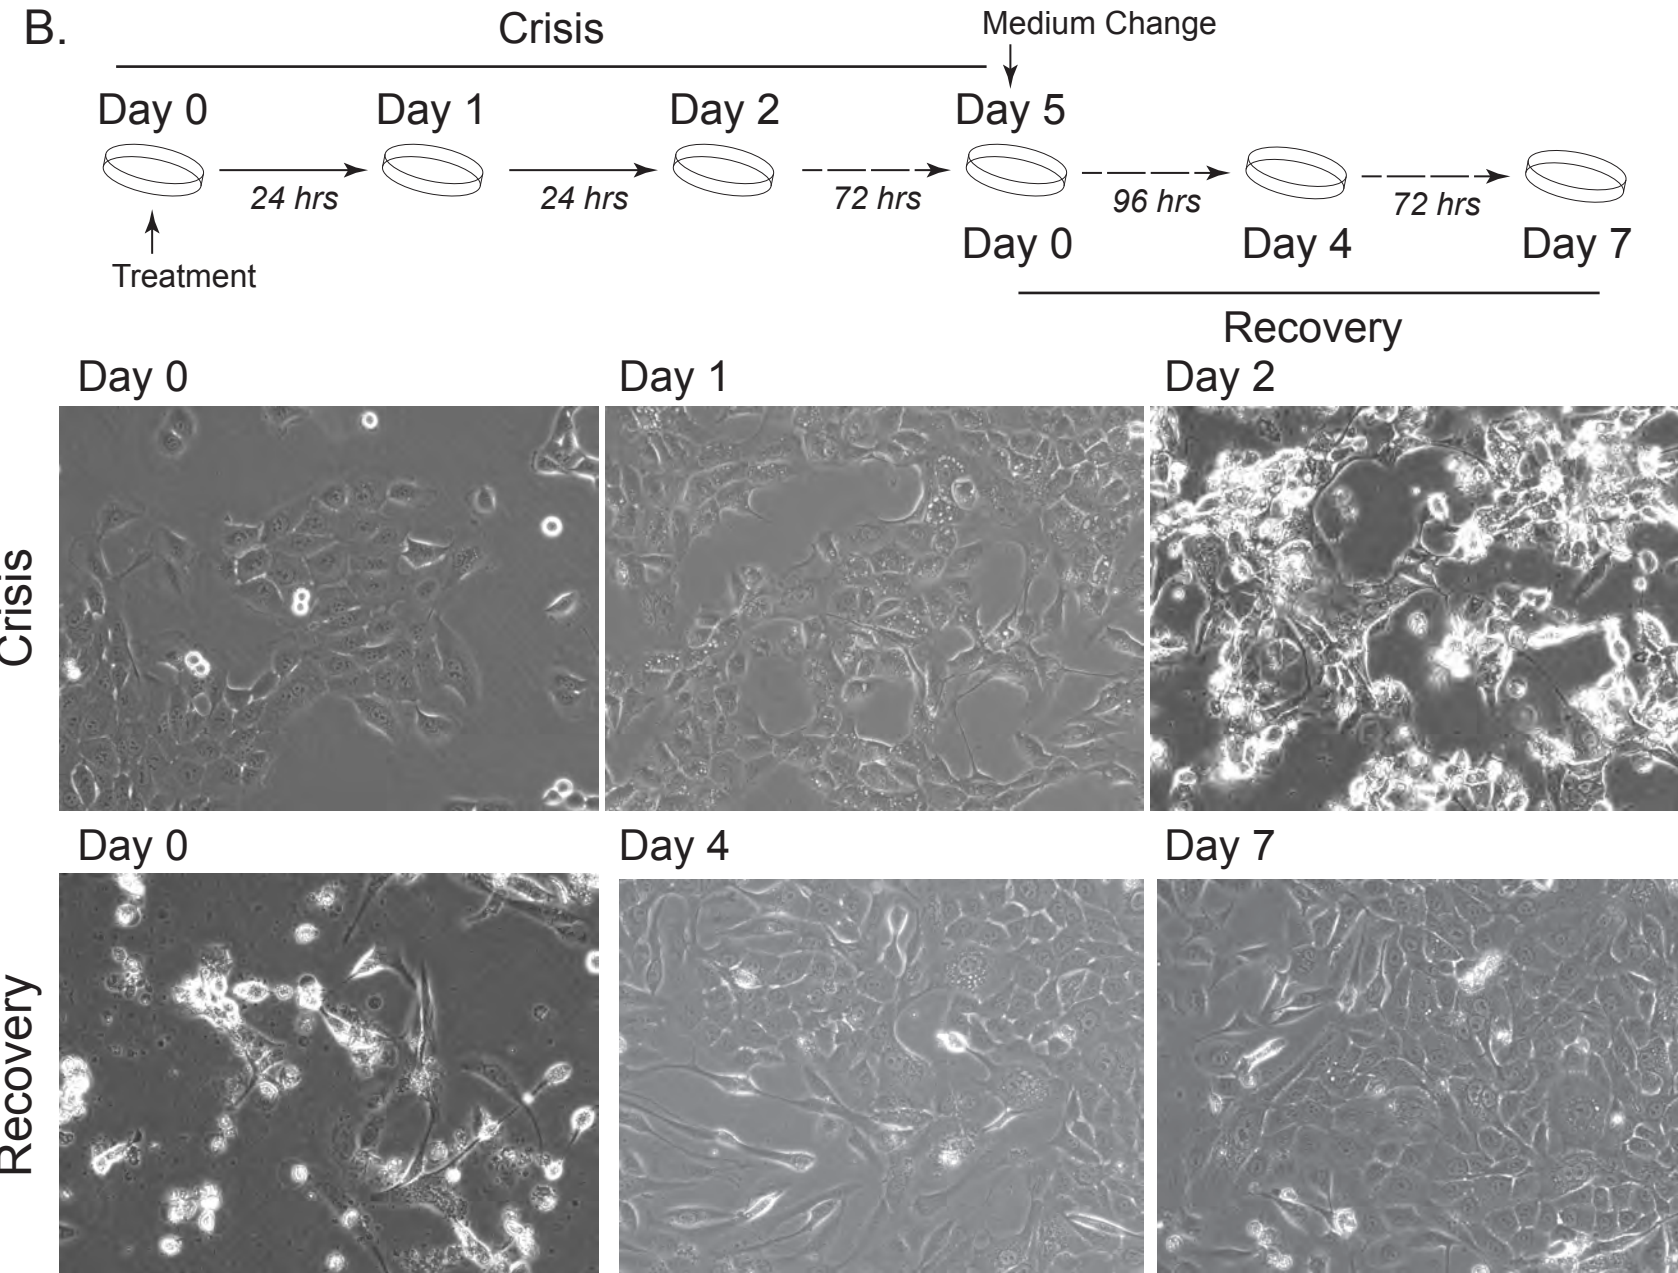 B.
Crisis
Medium Change
Day 0 Day 1 Day 2 Day 5
24 hrs 24 hrs 72 hrs 96 hrs 72 hrs
Day 0 Day 4 Day 7
Treatment
Recovery
Day 0 Day 1 Day 2
Crisis
Day 0 Day 4 Day 7
Recovery